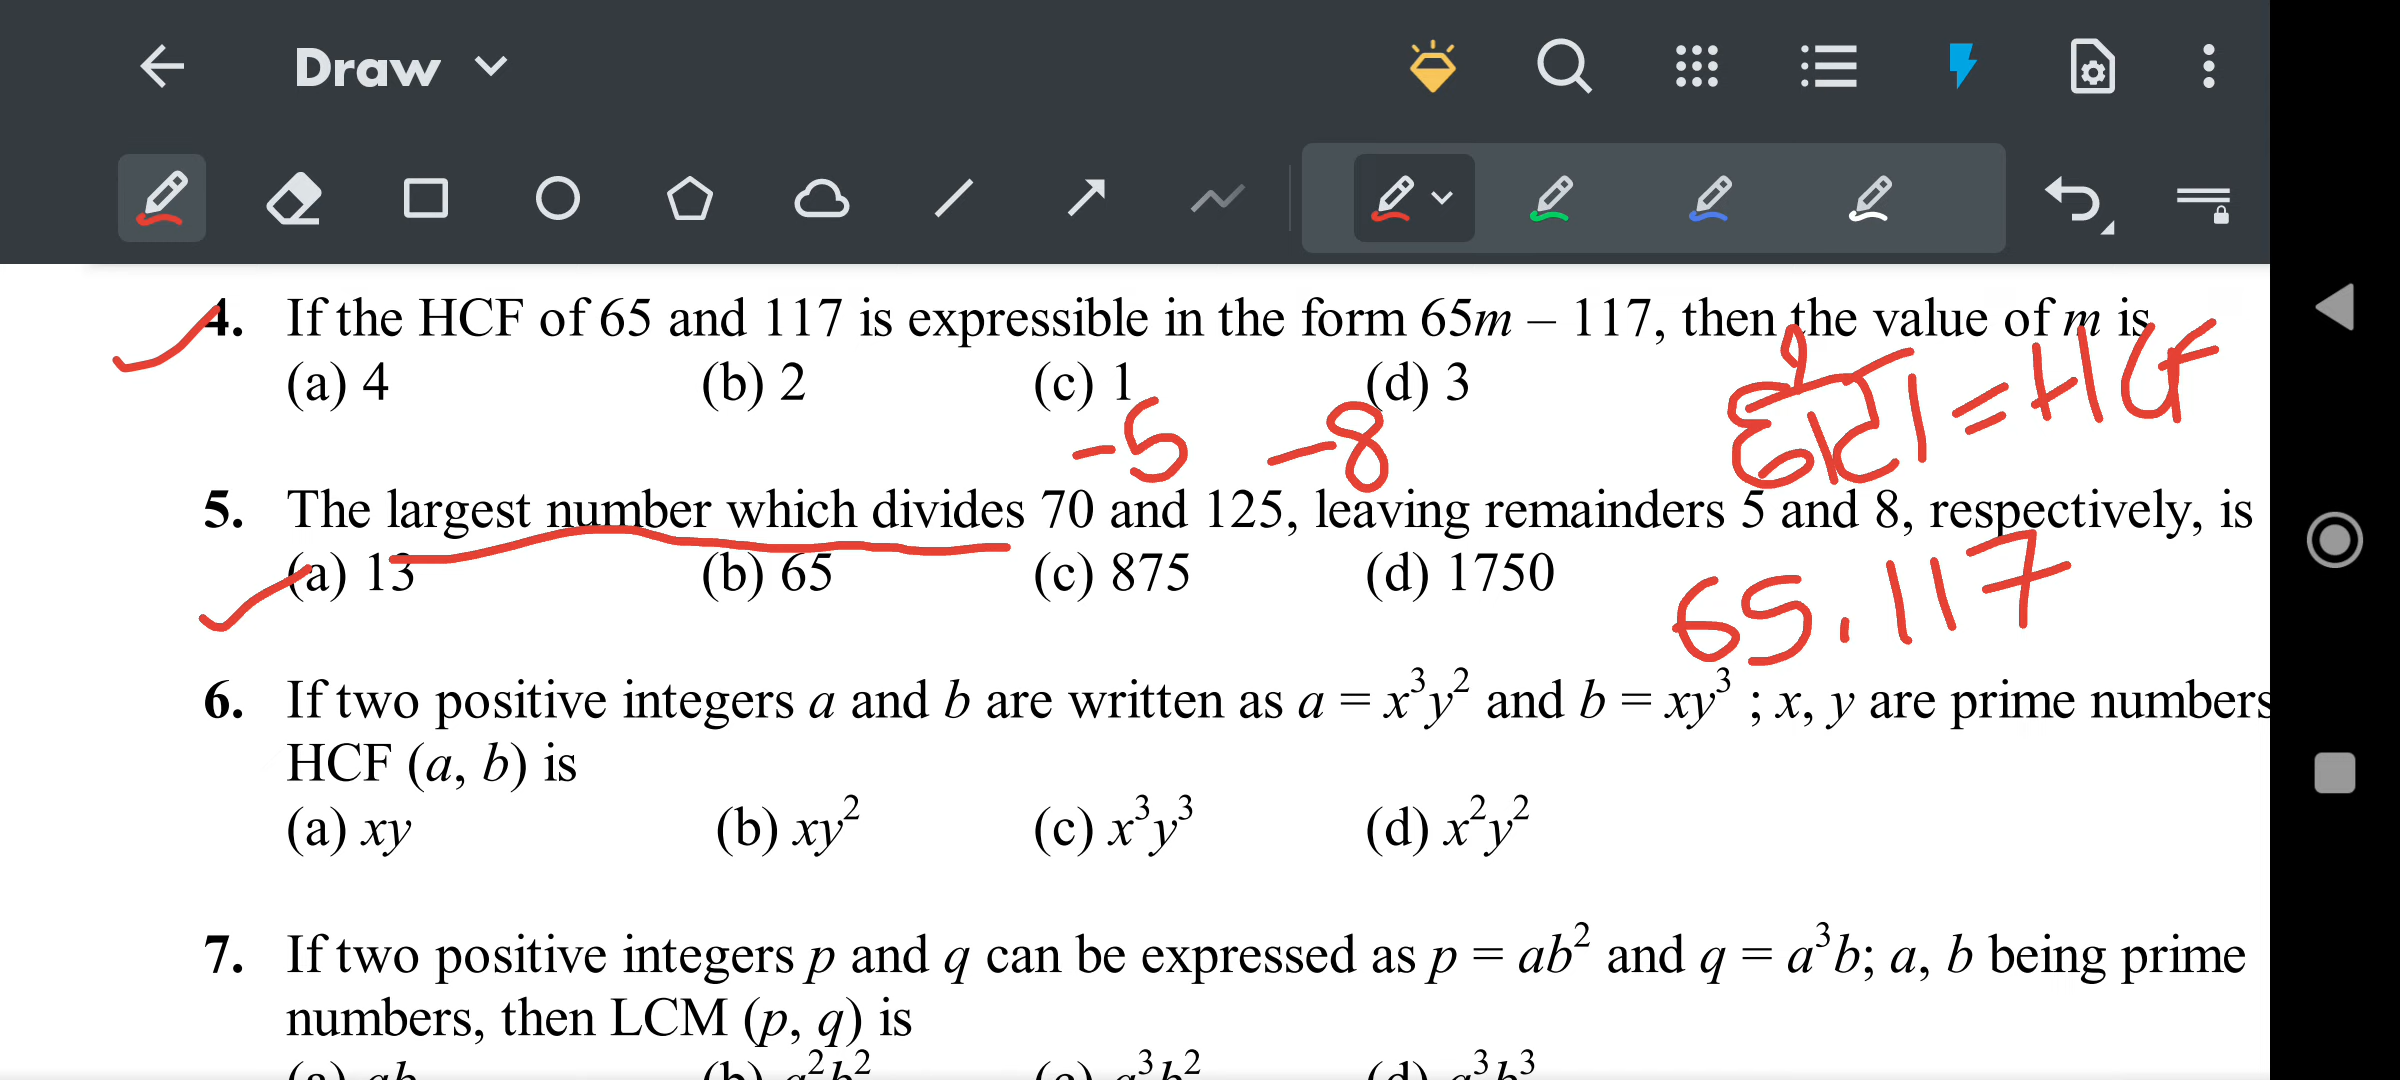 Draw
4. If the HCF of 65 and 117 is expressible in the form 65m – 117, then the value of m is
(a) 4 (b) 2 (c) 1 (d) 3
= HCF
-5 -8
5. The largest number which divides 70 and 125, leaving remainders 5 and 8, respectively, is
(a) 13 (b) 65 (c) 875 (d) 1750
65, 117
6. If two positive integers a and b are written as a = x³y² and b = xy³ ; x, y are prime numbers
HCF (a, b) is
(a) xy (b) xy² (c) x³y³ (d) x²y²
7. If two positive integers p and q can be expressed as p = ab² and q = a³b; a, b being prime
numbers, then LCM (p, q) is
(a) ab (b) a²b² (c) a³b² (d) a³b³